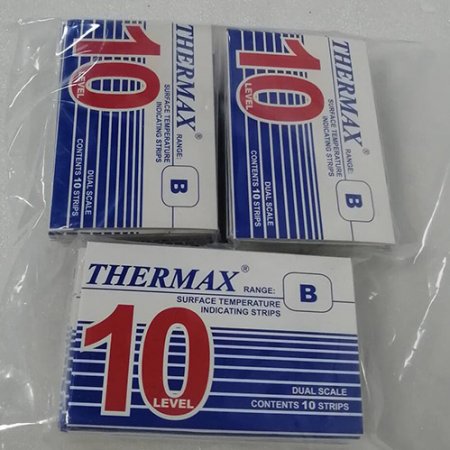 THERMAX®
10
LEVEL
SURFACE TEMPERATURE
INDICATING STRIPS
RANGE:
B
DUAL SCALE
CONTENTS 10 STRIPS
THERMAX®
10
LEVEL
SURFACE TEMPERATURE
INDICATING STRIPS
RANGE:
B
DUAL SCALE
CONTENTS 10 STRIPS
THERMAX®
RANGE: B
SURFACE TEMPERATURE
INDICATING STRIPS
10
LEVEL
DUAL SCALE
CONTENTS 10 STRIPS